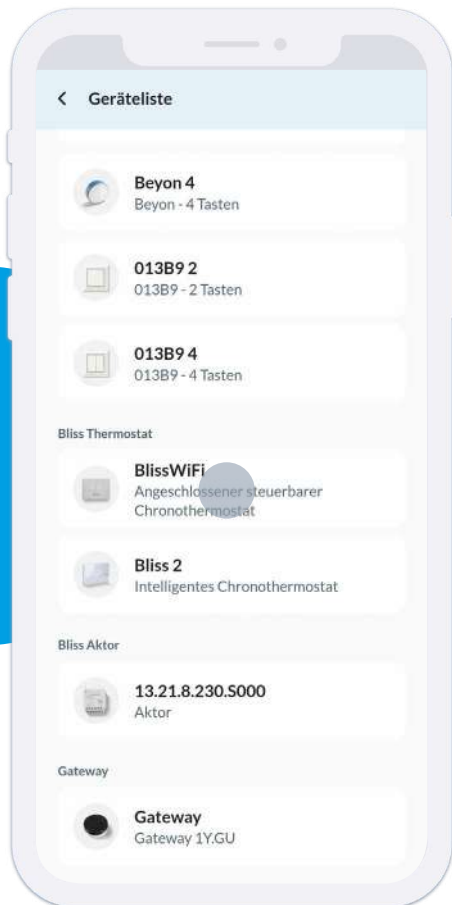 Geräteliste
Beyon 4
Beyon - 4 Tasten
013B9 2
013B9 - 2 Tasten
013B9 4
013B9 - 4 Tasten
Bliss Thermostat
BlissWiFi
Angeschlossener steuerbarer
Chronothermostat
Bliss 2
Intelligentes Chronothermostat
Bliss Aktor
13.21.8.230.S000
Aktor
Gateway
Gateway
Gateway 1Y.GU